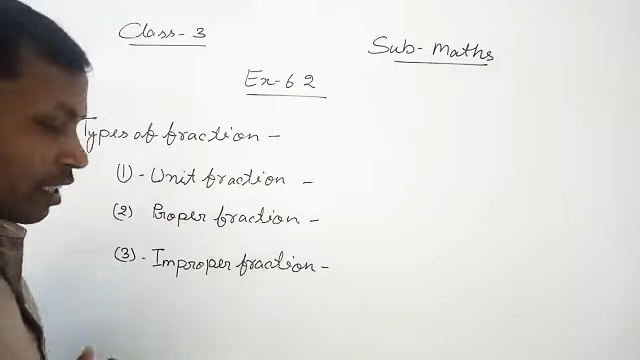 Class - 3
Sub - Maths
Ex - 6 2
Types of fraction -
(1) - Unit fraction -
(2) Proper fraction -
(3) - Improper fraction -